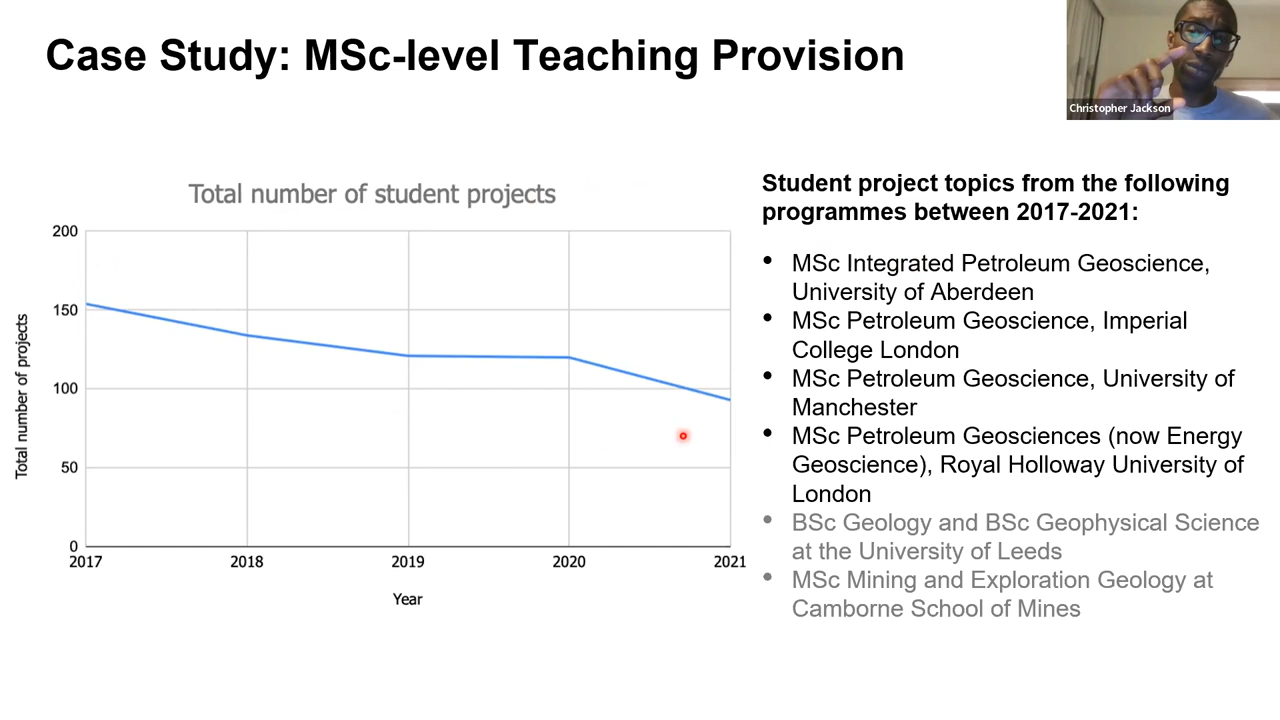 Case Study: MSc-level Teaching Provision
Christopher Jackson
Total number of student projects
200
150
100
50
0
Total number of projects
2017
2018
2019
2020
2021
Year
Student project topics from the following
programmes between 2017-2021:
• MSc Integrated Petroleum Geoscience,
University of Aberdeen
• MSc Petroleum Geoscience, Imperial
College London
• MSc Petroleum Geoscience, University of
Manchester
• MSc Petroleum Geosciences (now Energy
Geoscience), Royal Holloway University of
London
• BSc Geology and BSc Geophysical Science
at the University of Leeds
• MSc Mining and Exploration Geology at
Camborne School of Mines